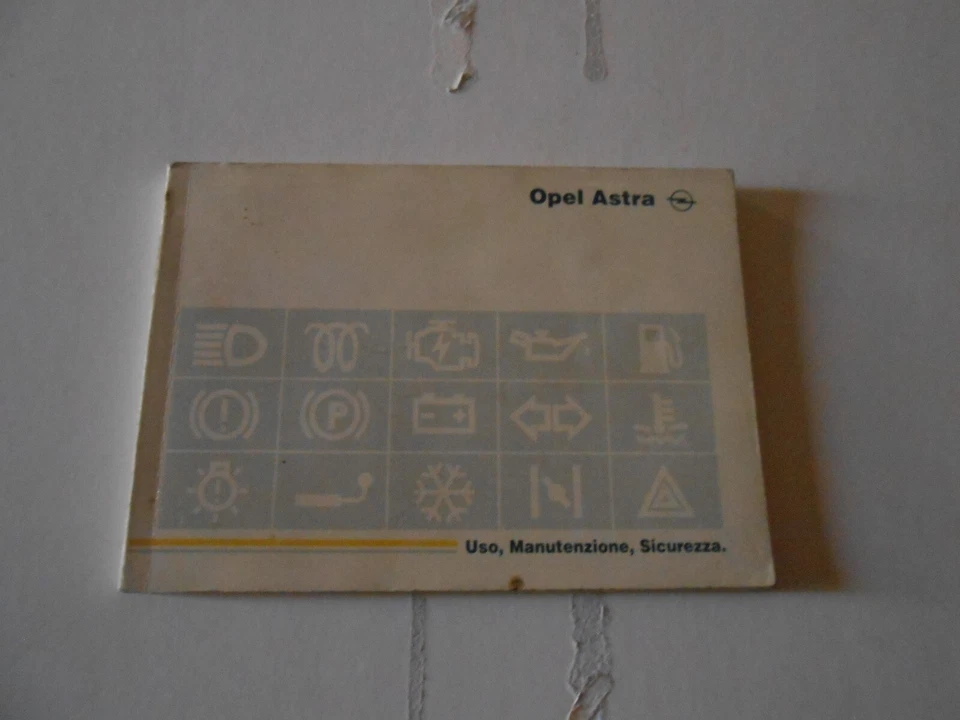 Opel Astra
P
Uso, Manutenzione, Sicurezza.